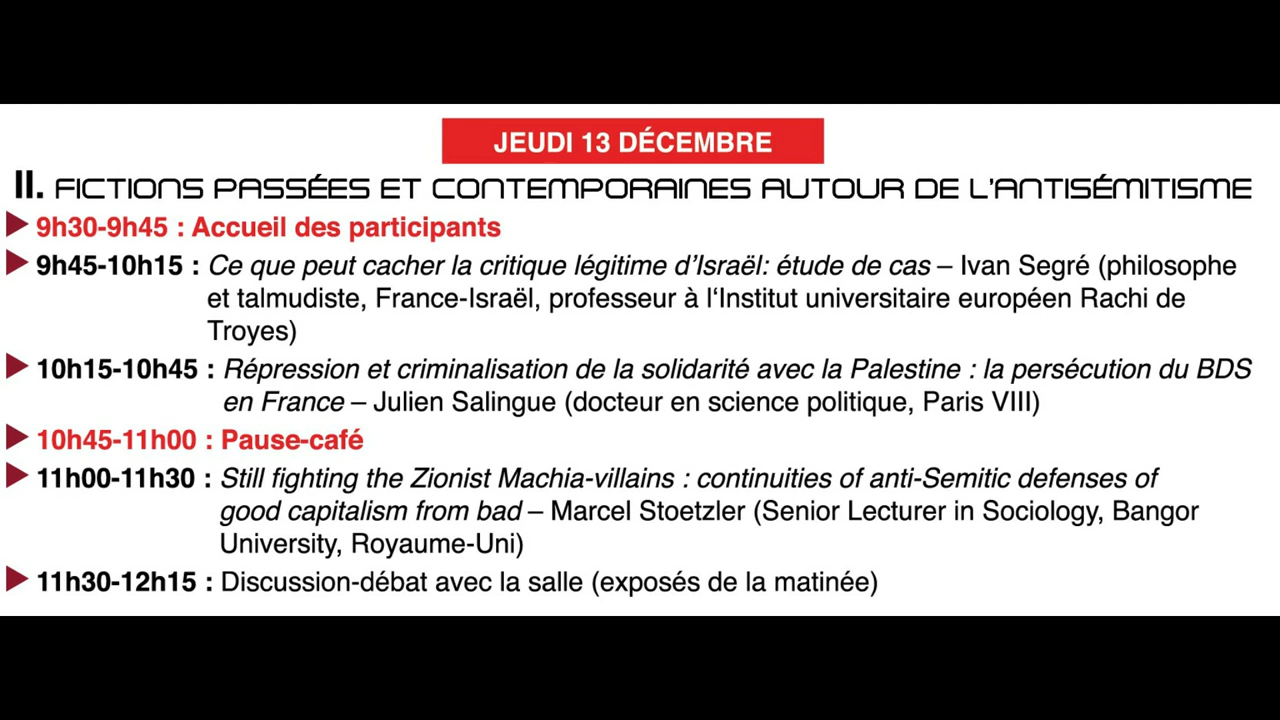 JEUDI 13 DÉCEMBRE
II. FICTIONS PASSÉES ET CONTEMPORAINES AUTOUR DE L'ANTISÉMITISME
9h30-9h45 : Accueil des participants
9h45-10h15 : Ce que peut cacher la critique légitime d'Israël: étude de cas – Ivan Segré (philosophe
et talmudiste, France-Israël, professeur à l'Institut universitaire européen Rachi de
Troyes)
10h15-10h45 : Répression et criminalisation de la solidarité avec la Palestine : la persécution du BDS
en France – Julien Salingue (docteur en science politique, Paris VIII)
10h45-11h00 : Pause-café
11h00-11h30 : Still fighting the Zionist Machia-villains : continuities of anti-Semitic defenses of
good capitalism from bad – Marcel Stoetzler (Senior Lecturer in Sociology, Bangor
University, Royaume-Uni)
11h30-12h15 : Discussion-débat avec la salle (exposés de la matinée)